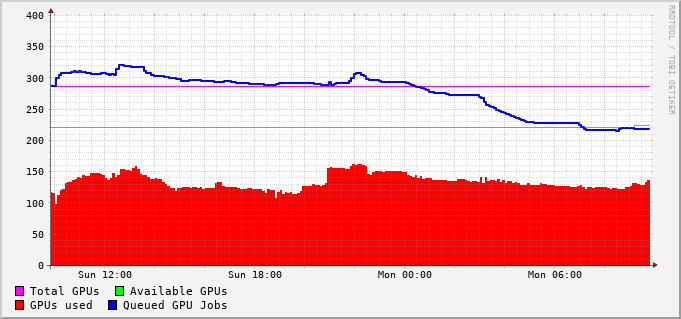 400
350
300
250
200
150
100
50
0
Sun 12:00 Sun 18:00 Mon 00:00 Mon 06:00
Total GPUs Available GPUs
GPUs used Queued GPU Jobs
RRDTOOL / TOBI OETIKER